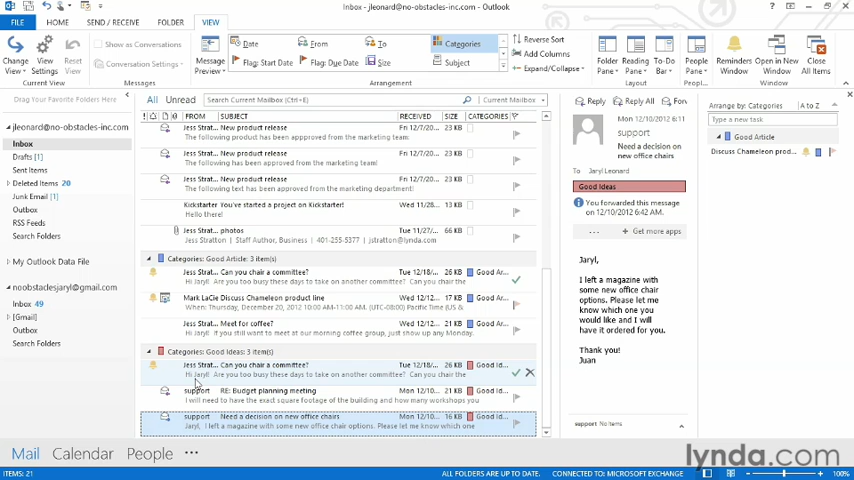 Inbox - jleonard@no-obstacles-inc.com - Outlook
FILE HOME SEND / RECEIVE FOLDER VIEW
Change View
View Settings
Reset View
Current View
Show as Conversations
Conversation Settings
Messages
Message Preview
Date From To Categories
Flag: Start Date Flag: Due Date Size Subject
Arrangement
Reverse Sort
Add Columns
Expand/Collapse
Folder Pane
Reading Pane
To-Do Bar
Layout
People Pane
Reminders Window
Open in New Window
Close All Items
Window
Drag Your Favorite Folders Here
jleonard@no-obstacles-inc.com
Inbox
Drafts [1]
Sent Items
Deleted Items 20
Junk Email [1]
Outbox
RSS Feeds
Search Folders
My Outlook Data File
noobstaclesjaryl@gmail.com
Inbox 49
[Gmail]
Outbox
Search Folders
All Unread
Search Current Mailbox (Ctrl+E)
Current Mailbox
! FROM SUBJECT RECEIVED SIZE CATEGORIES
Jess Strat... New product release Fri 12/7/20... 23 KB
The following product has been appproved from the marketing team:
Jess Strat... New product release Fri 12/7/20... 23 KB
The following product has been approved from the marketing team!
Jess Strat... New product release Fri 12/7/20... 23 KB
The following text has been approved by the marketing department!
Kickstarter You've started a project on Kickstarter! Wed 11/28... 13 KB
Hello there!
Jess Strat... photos Tue 11/27/... 66 KB
Jess Stratton | Staff Author, Business | 401-255-5377 | jstratton@lynda.com
Categories: Good Article: 3 item(s)
Jess Strat... Can you chair a committee? Tue 12/18/... 26 KB Good Ar...
Hi Jaryl! Are you too busy these days to take on another committee? Can you chair the
Mark LaCie Discuss Chameleon product line Wed 12/12... 17 KB Good Ar...
When: Thursday, December 20, 2012 10:00 AM-11:00 AM. (UTC-08:00) Pacific Time (US &
Jess Strat... Meet for coffee? Tue 12/11/... 24 KB Good Ar...
Hi Jaryl! If you still want to meet at our morning coffee group, just show up any Monday.
Categories: Good Ideas: 3 item(s)
Jess Strat... Can you chair a committee? Tue 12/18/... 26 KB Good Id...
Hi Jaryl! Are you too busy these days to take on another committee? Can you chair the
support RE: Budget planning meeting Mon 12/10... 21 KB Good Id...
I will need to have the exact square footage of the building and how many workshops you
support Need a decision on new office chairs Mon 12/10... 16 KB Good Id...
Jaryl, I left a magazine with some new office chair options. Please let me know which one
Reply Reply All For
Mon 12/10/2012 6:11
support
Need a decision on
new office chairs
To Jaryl Leonard
Good Ideas
You forwarded this message
on 12/10/2012 6:42 AM.
... + Get more apps
Jaryl,
I left a magazine with
some new office chair
options. Please let me
know which one you
would like and I will
have it ordered for you.
Thank you!
Juan
support No Items
Arrange by: Categories A to Z
Type a new task
Good Article
Discuss Chameleon prod...
Mail Calendar People ...
lynda.com
ITEMS: 21 ALL FOLDERS ARE UP TO DATE. CONNECTED TO: MICROSOFT EXCHANGE 100%